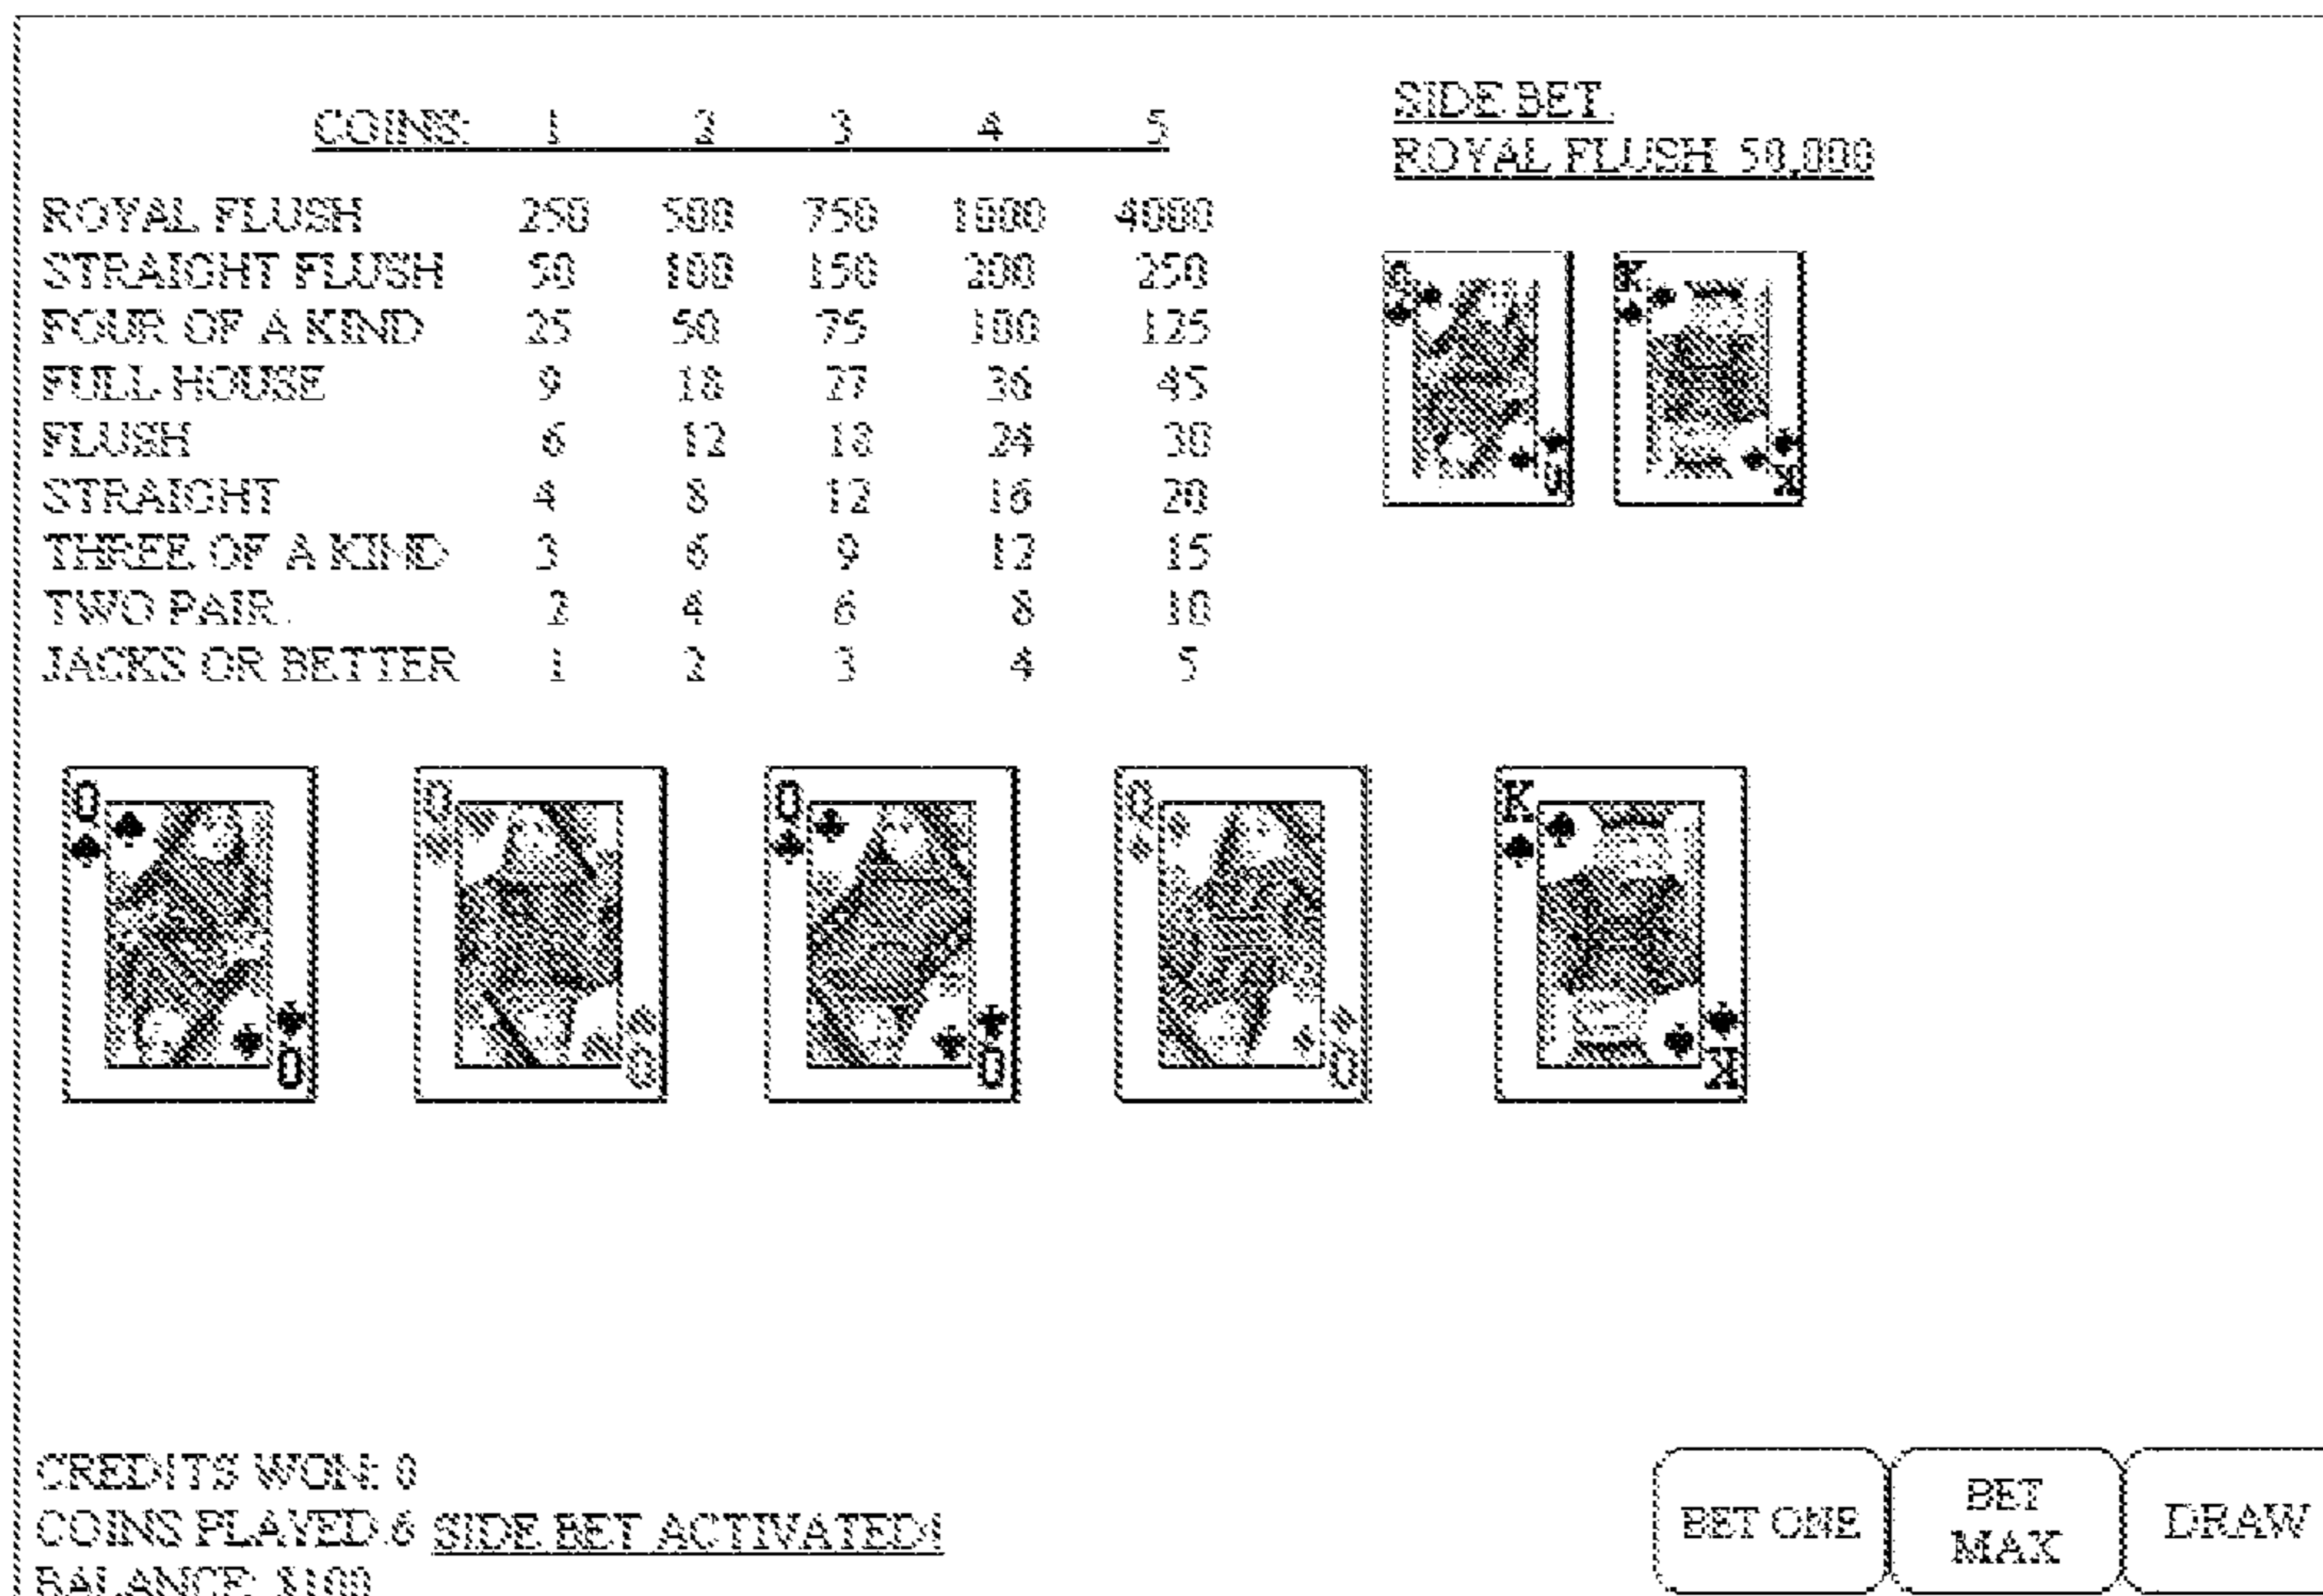 COINS: 1 2 3 4 5
ROYAL FLUSH 250 500 750 1000 4000
STRAIGHT FLUSH 50 100 150 200 250
FOUR OF A KIND 25 50 75 100 125
FULL HOUSE 9 18 27 36 45
FLUSH 6 12 18 24 30
STRAIGHT 4 8 12 16 20
THREE OF A KIND 3 6 9 12 15
TWO PAIR 2 4 6 8 10
JACKS OR BETTER 1 2 3 4 5
SIDE BET
ROYAL FLUSH 50,000
Q K
Q K
Q Q Q Q K
Q Q Q Q K
CREDITS WON: 0
COINS PLAYED: 6 SIDE BET ACTIVATED!
BALANCE: $100
BET ONE
BET
MAX
DRAW